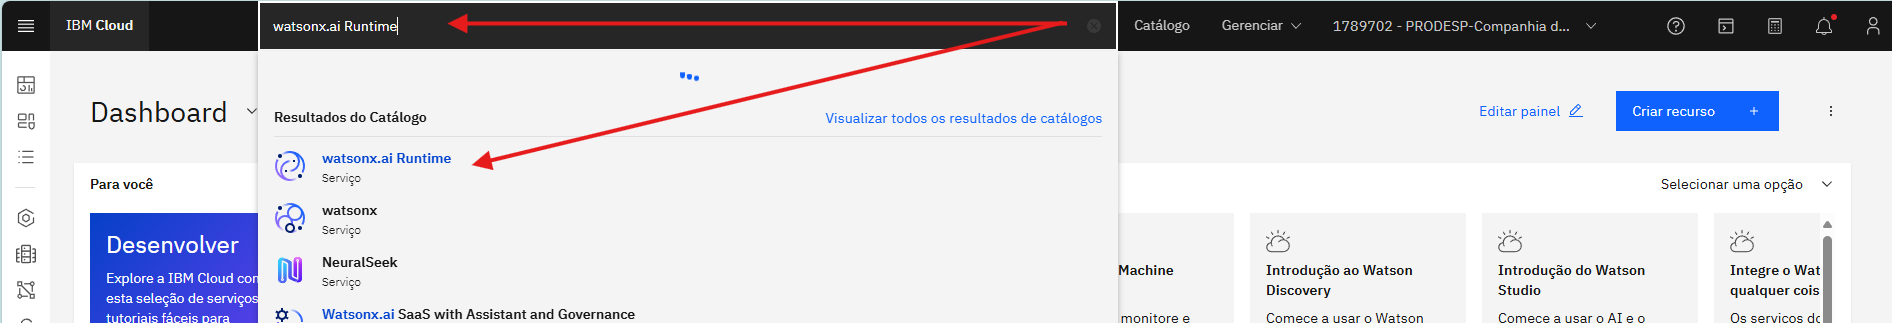 IBM Cloud
watsonx.ai Runtime
Catálogo
Gerenciar
1789702 - PRODESP-Companhia d...
Dashboard
Resultados do Catálogo
Visualizar todos os resultados de catálogos
watsonx.ai Runtime
Serviço
watsonx
Serviço
NeuralSeek
Serviço
Watsonx.ai SaaS with Assistant and Governance
Editar painel
Criar recurso +
Para você
Selecionar uma opção
Desenvolver
Explore a IBM Cloud com
esta seleção de serviços
tutoriais fáceis para
Machine
monitore e
Introdução ao Watson
Discovery
Comece a usar o Watson
Introdução do Watson
Studio
Comece a usar o AI e o
Integre o Wat
qualquer cois
Os serviços do